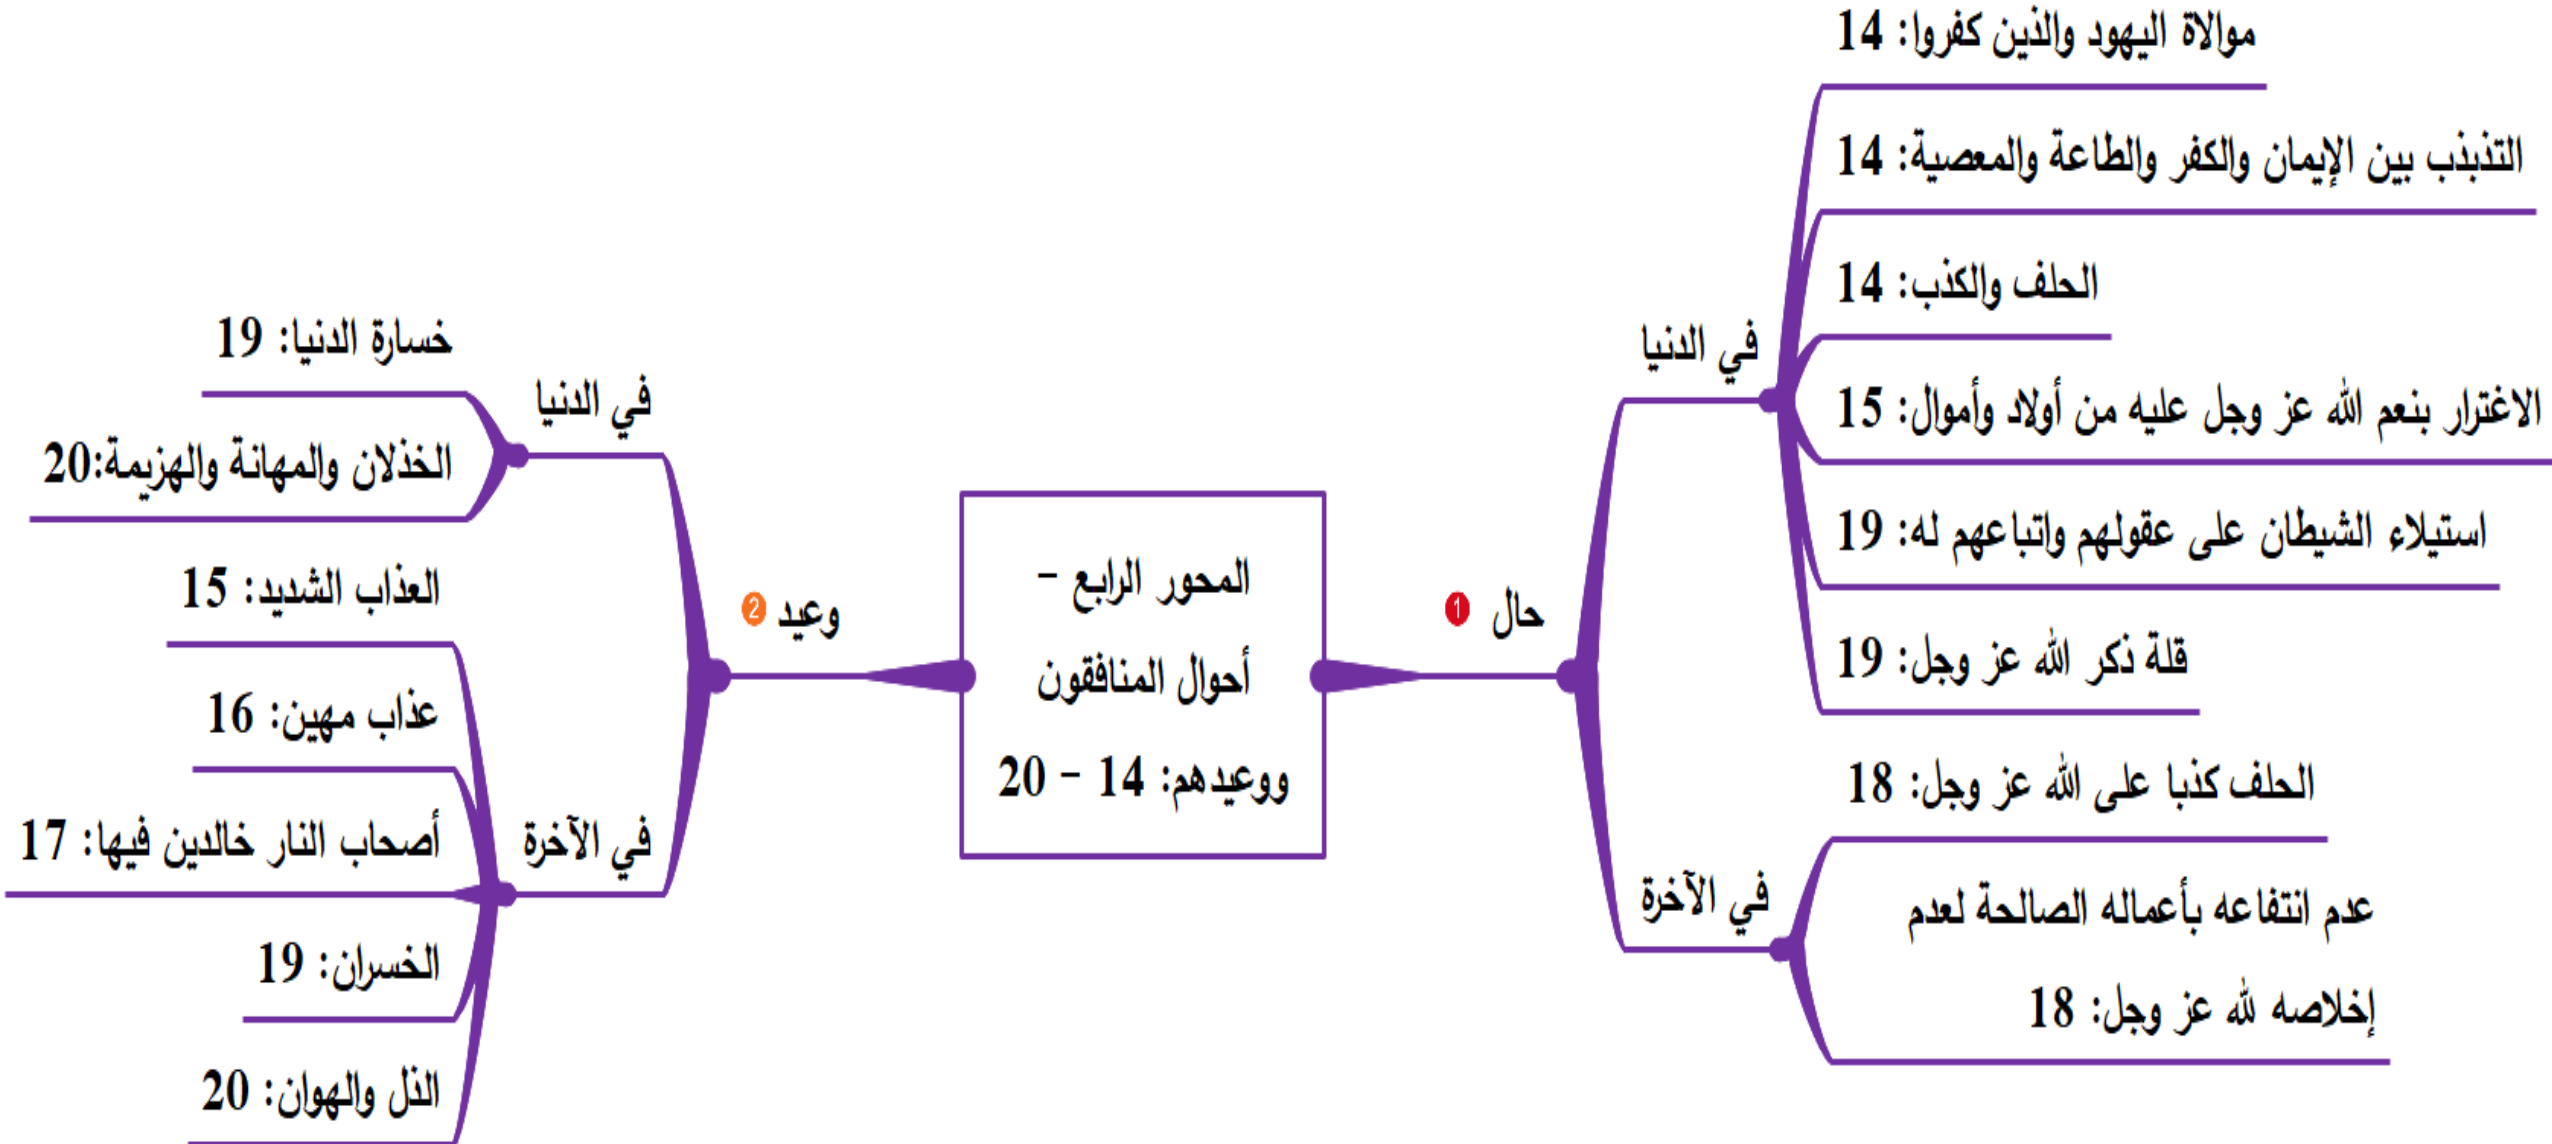 المحور الرابع –
أحوال المنافقون
ووعيدهم: 14 – 20
حال 1
في الدنيا
موالاة اليهود والذين كفروا: 14
التذبذب بين الإيمان والكفر والطاعة والمعصية: 14
الحلف والكذب: 14
الاغترار بنعم الله عز وجل عليه من أولاد وأموال: 15
استيلاء الشيطان على عقولهم واتباعهم له: 19
قلة ذكر الله عز وجل: 19
في الآخرة
الحلف كذبا على الله عز وجل: 18
عدم انتفاعه بأعماله الصالحة لعدم
إخلاصه لله عز وجل: 18
وعيد 2
في الدنيا
خسارة الدنيا: 19
الخذلان والمهانة والهزيمة:20
في الآخرة
العذاب الشديد: 15
عذاب مهين: 16
أصحاب النار خالدين فيها: 17
الخسران: 19
الذل والهوان: 20